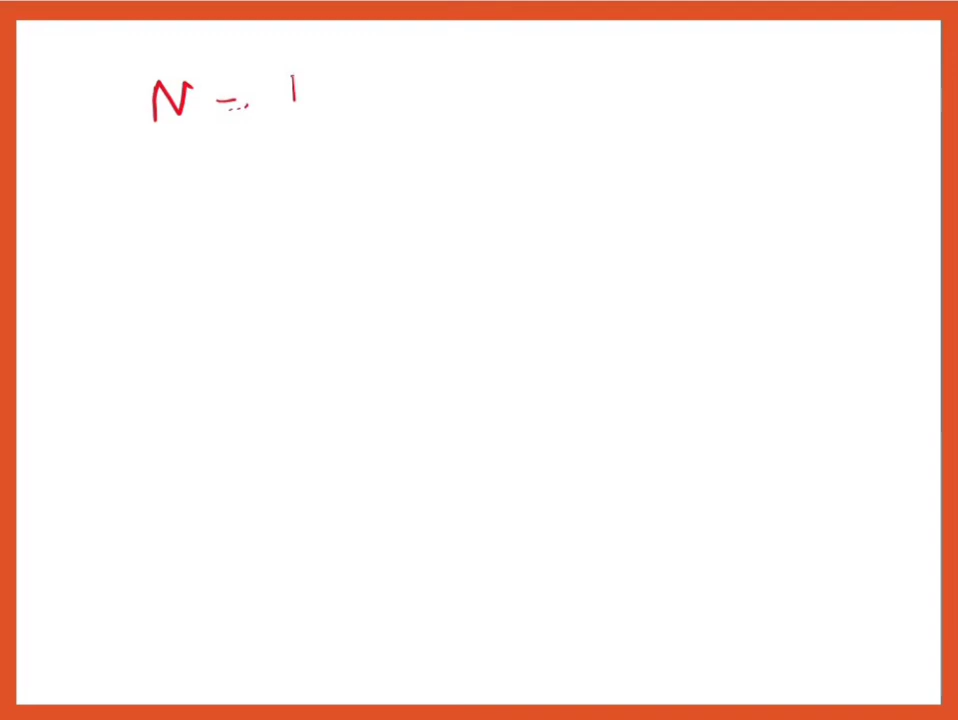 N = 1